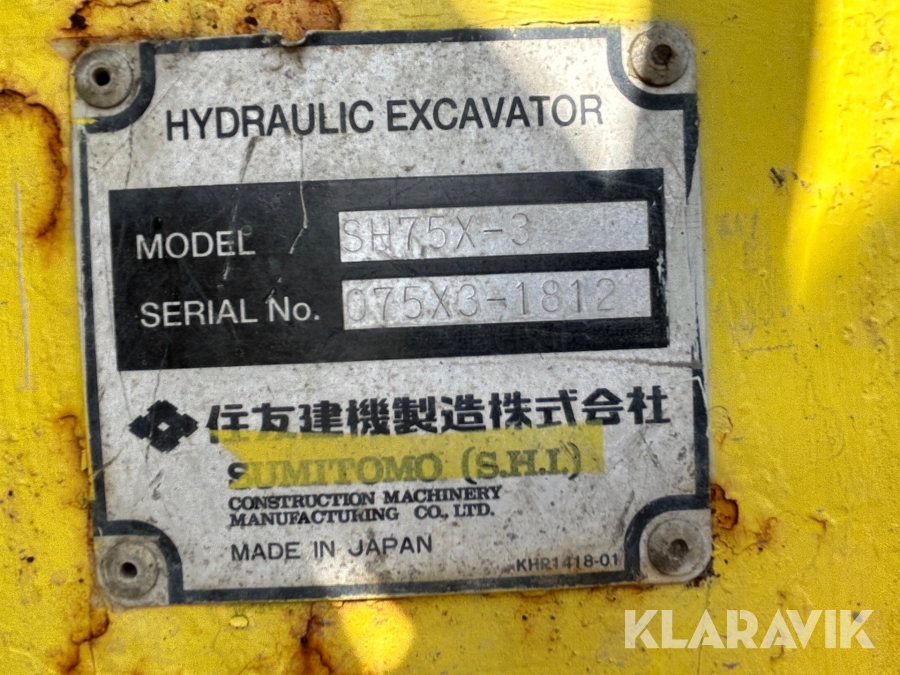 HYDRAULIC EXCAVATOR
MODEL SH75X-3
SERIAL No. 075X3-1812
住友建機製造株式会社
SUMITOMO (S.H.I.)
CONSTRUCTION MACHINERY
MANUFACTURING CO., LTD.
MADE IN JAPAN
KHR1418-01
KLARAVIK